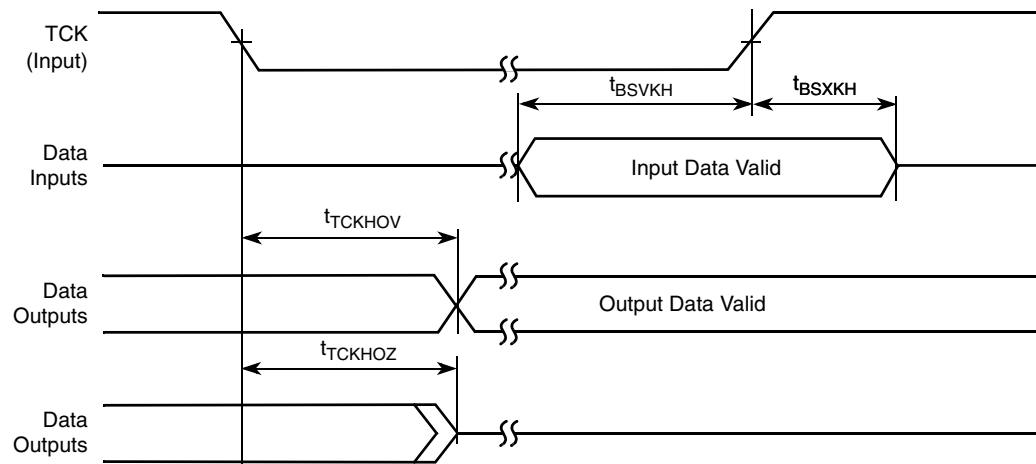 TCK
(Input)
tBSVKH
tBSXKH
Data
Inputs
Input Data Valid
tTCKHOV
Data
Outputs
Output Data Valid
tTCKHOZ
Data
Outputs